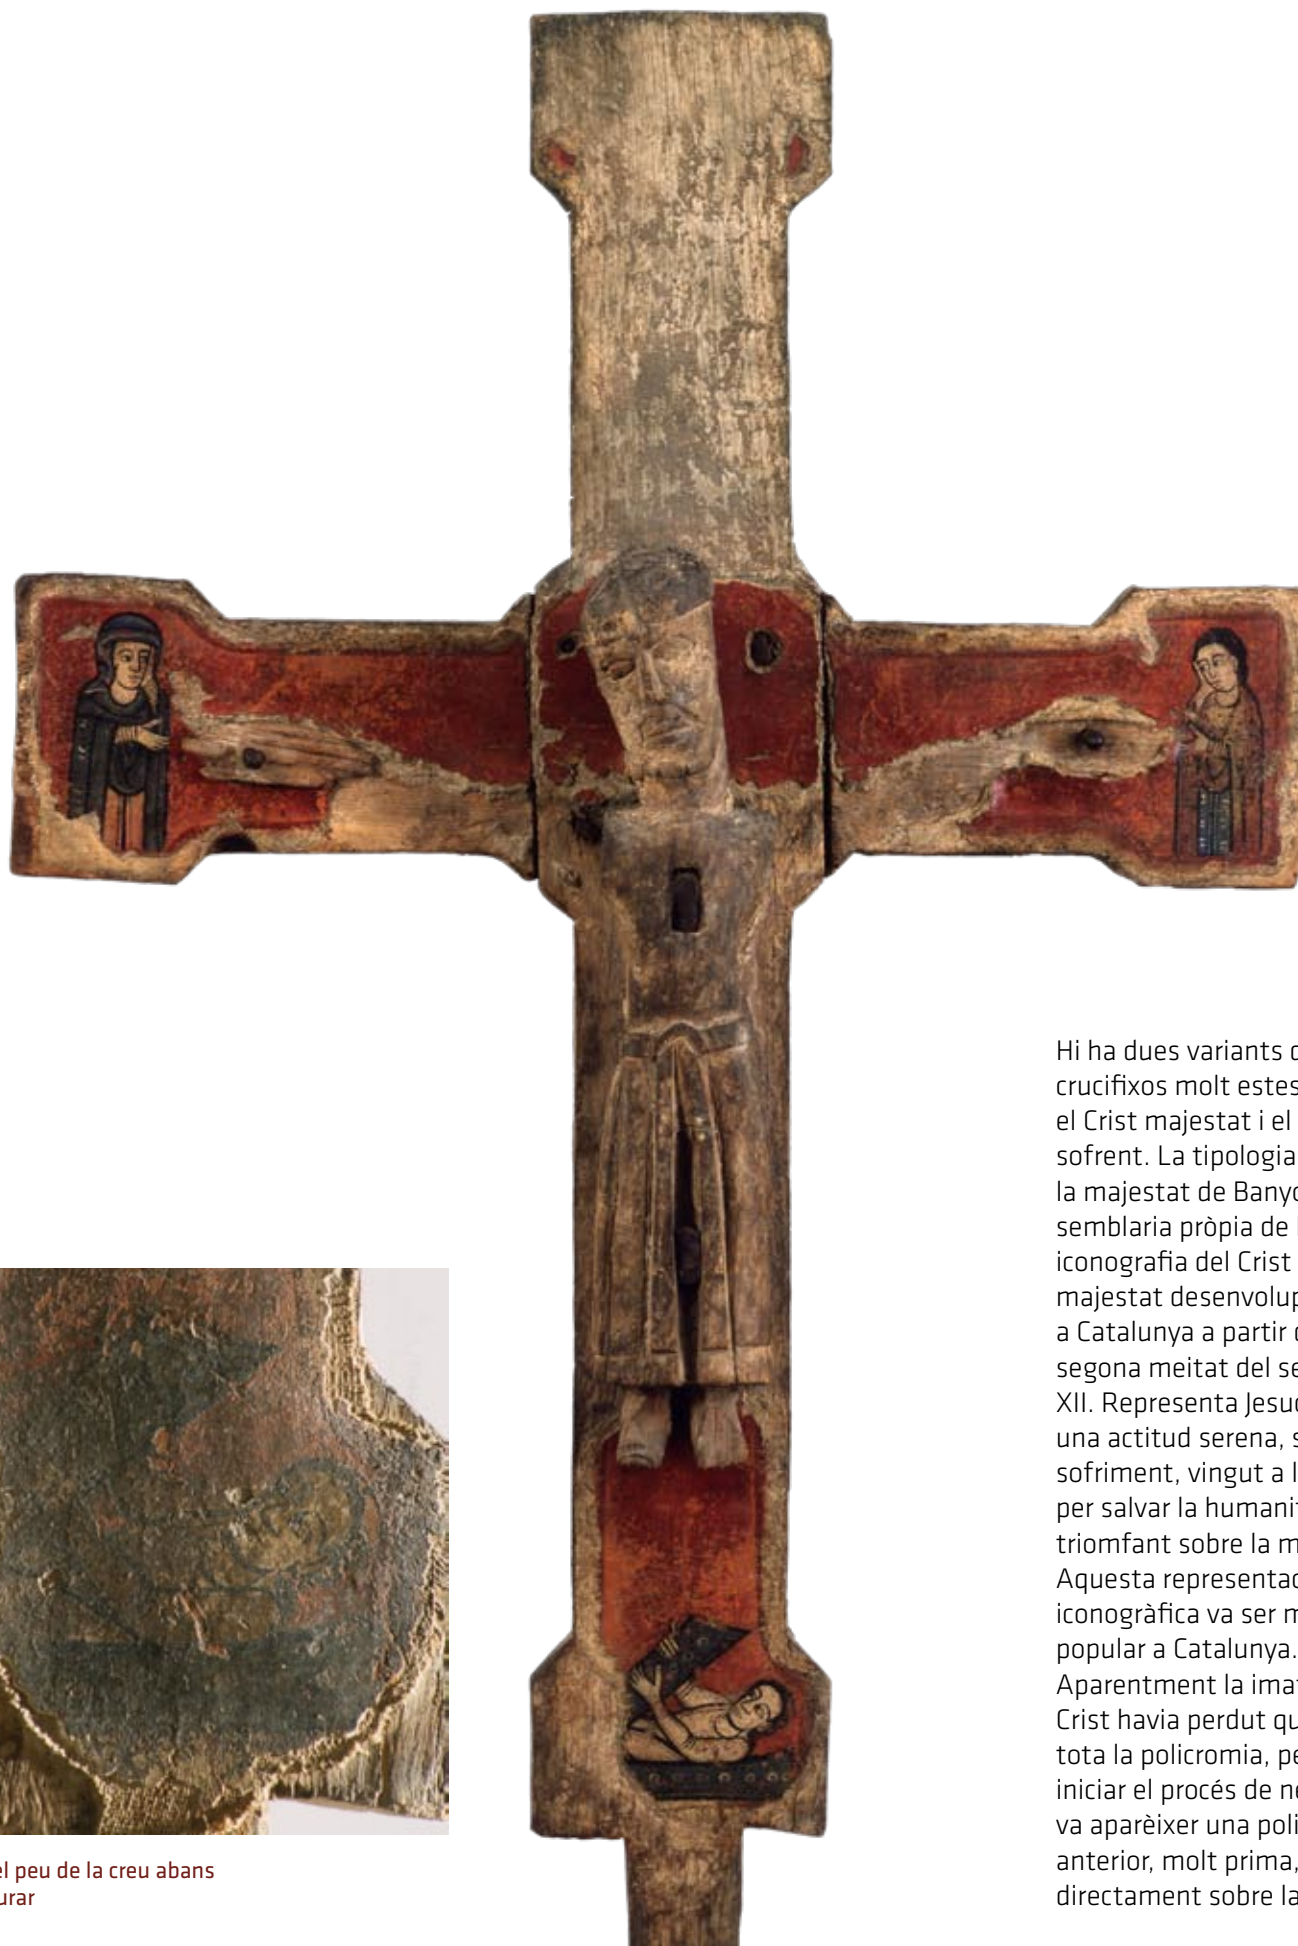 Hi ha dues variants
crucifixos molt estes
el Crist majestat i el
sofrent. La tipologia
la majestat de Banyo
semblaria pròpia de
iconografia del Crist
majestat desenvolup
a Catalunya a partir
segona meitat del se
XII. Representa Jesuc
una actitud serena, s
sofriment, vingut a l
per salvar la humanit
triomfant sobre la m
Aquesta representac
iconogràfica va ser m
popular a Catalunya.
Aparentment la imat
Crist havia perdut qu
tota la policromia, pe
iniciar el procés de ne
va aparèixer una poli
anterior, molt prima,
directament sobre la
el peu de la creu abans
urar